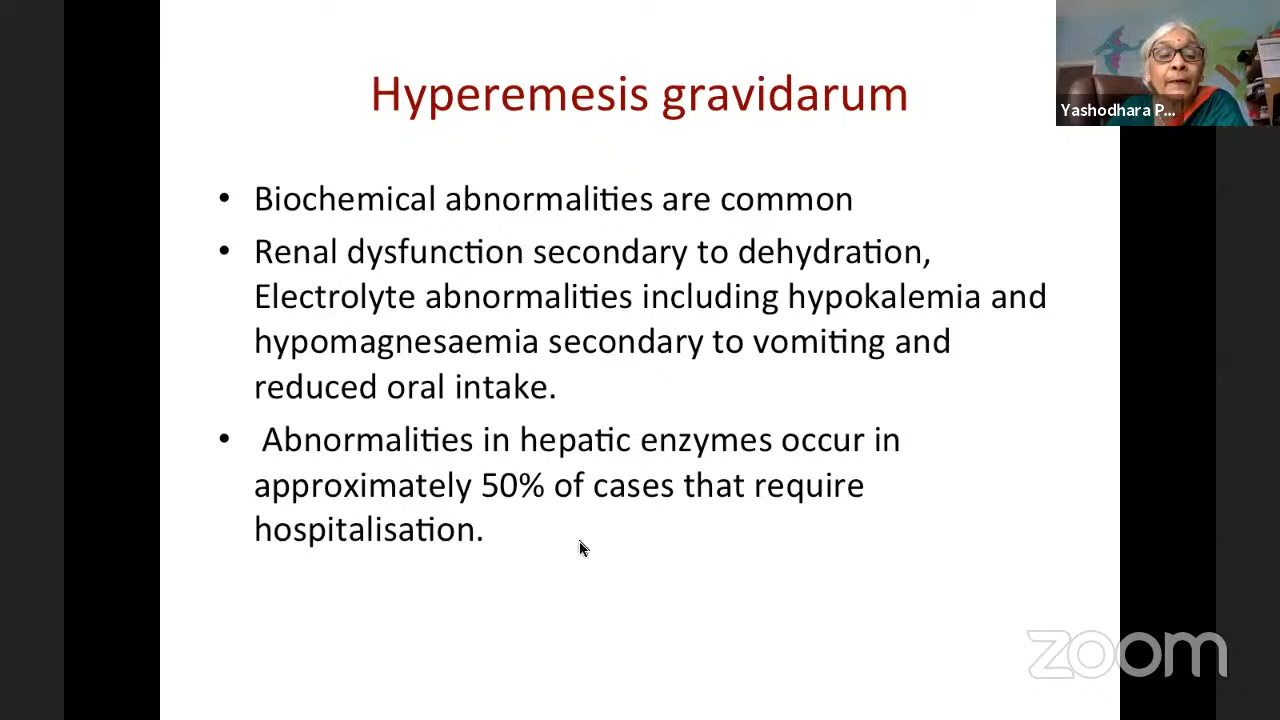 Hyperemesis gravidarum
Yashodhara P...
• Biochemical abnormalities are common
• Renal dysfunction secondary to dehydration,
Electrolyte abnormalities including hypokalemia and
hypomagnesaemia secondary to vomiting and
reduced oral intake.
• Abnormalities in hepatic enzymes occur in
approximately 50% of cases that require
hospitalisation.
zoom